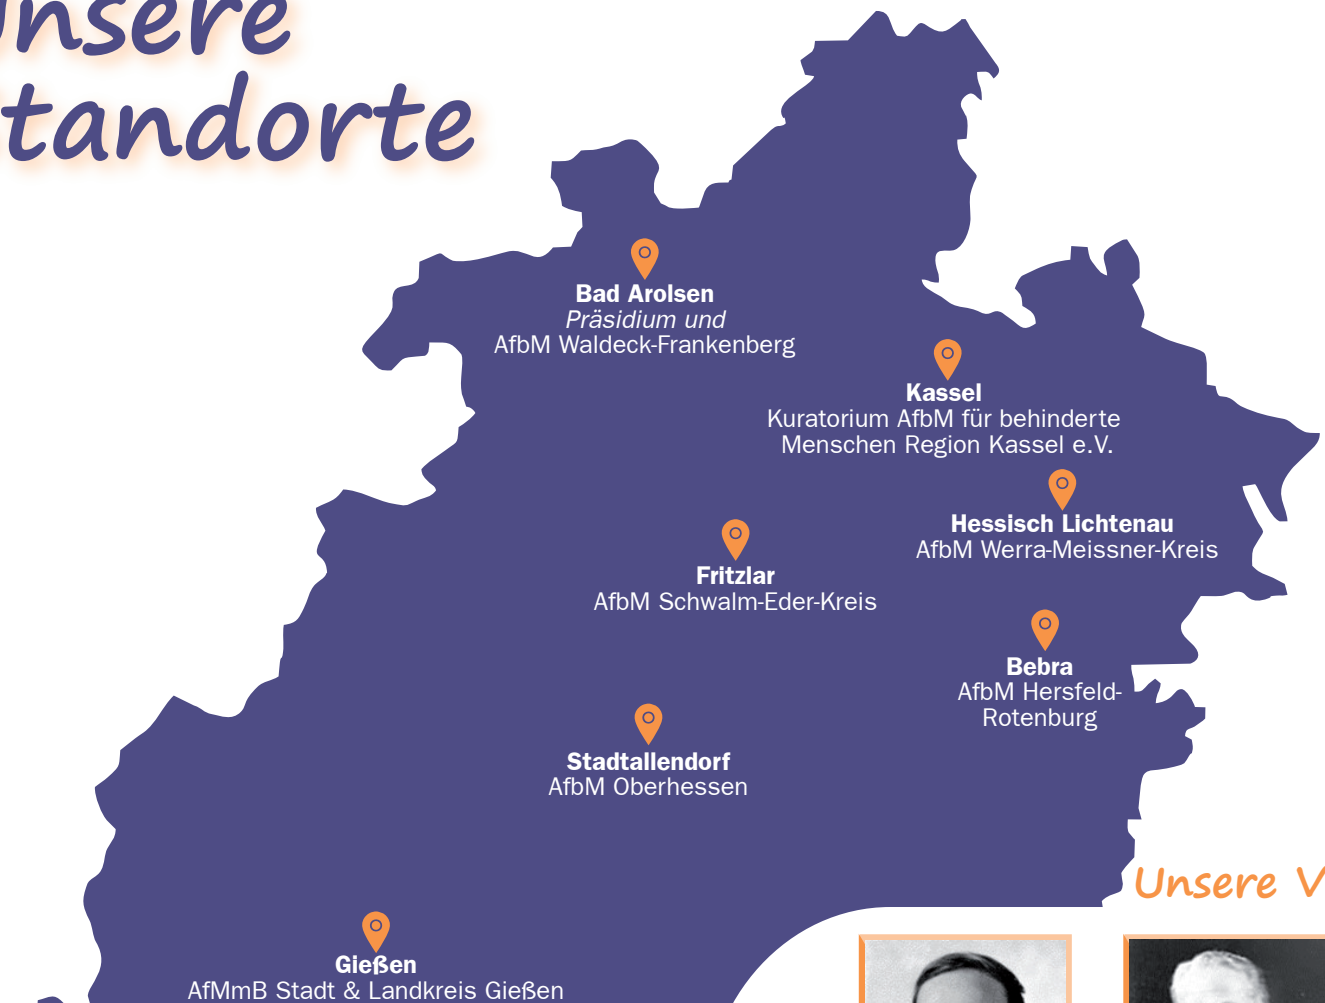 Unsere
Standorte
Bad Arolsen
Präsidium und
AfbM Waldeck-Frankenberg
Kassel
Kuratorium AfbM für behinderte
Menschen Region Kassel e.V.
Hessisch Lichtenau
AfbM Werra-Meissner-Kreis
Fritzlar
AfbM Schwalm-Eder-Kreis
Bebra
AfbM Hersfeld-
Rotenburg
Stadtallendorf
AfbM Oberhessen
Unsere V
Gießen
AfMmB Stadt & Landkreis Gießen